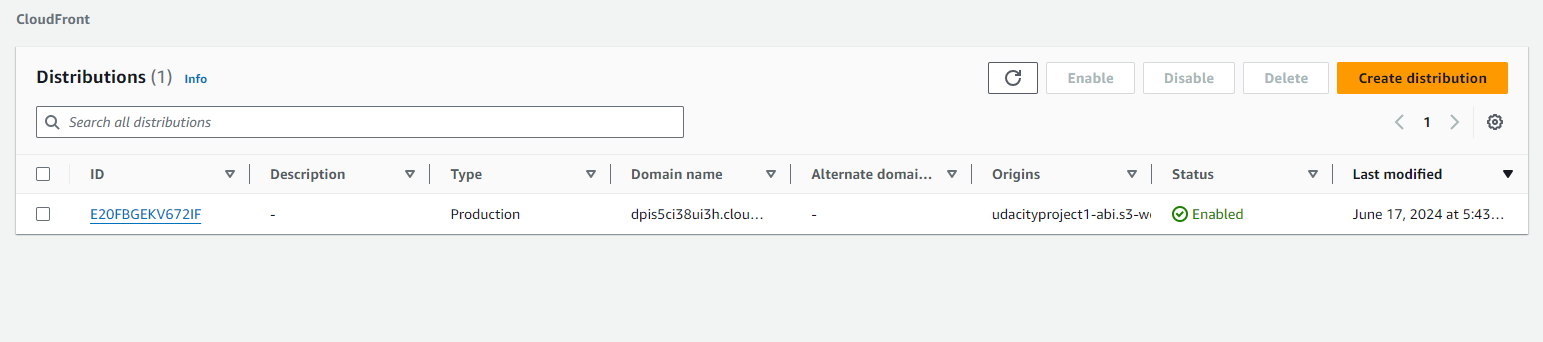 CloudFront
Distributions (1) Info
Enable Disable Delete Create distribution
Search all distributions
1
ID Description Type Domain name Alternate domai... Origins Status Last modified
E20FBGEKV672IF - Production dpis5ci38ui3h.clou... - udacityproject1-abi.s3-we Enabled June 17, 2024 at 5:43...